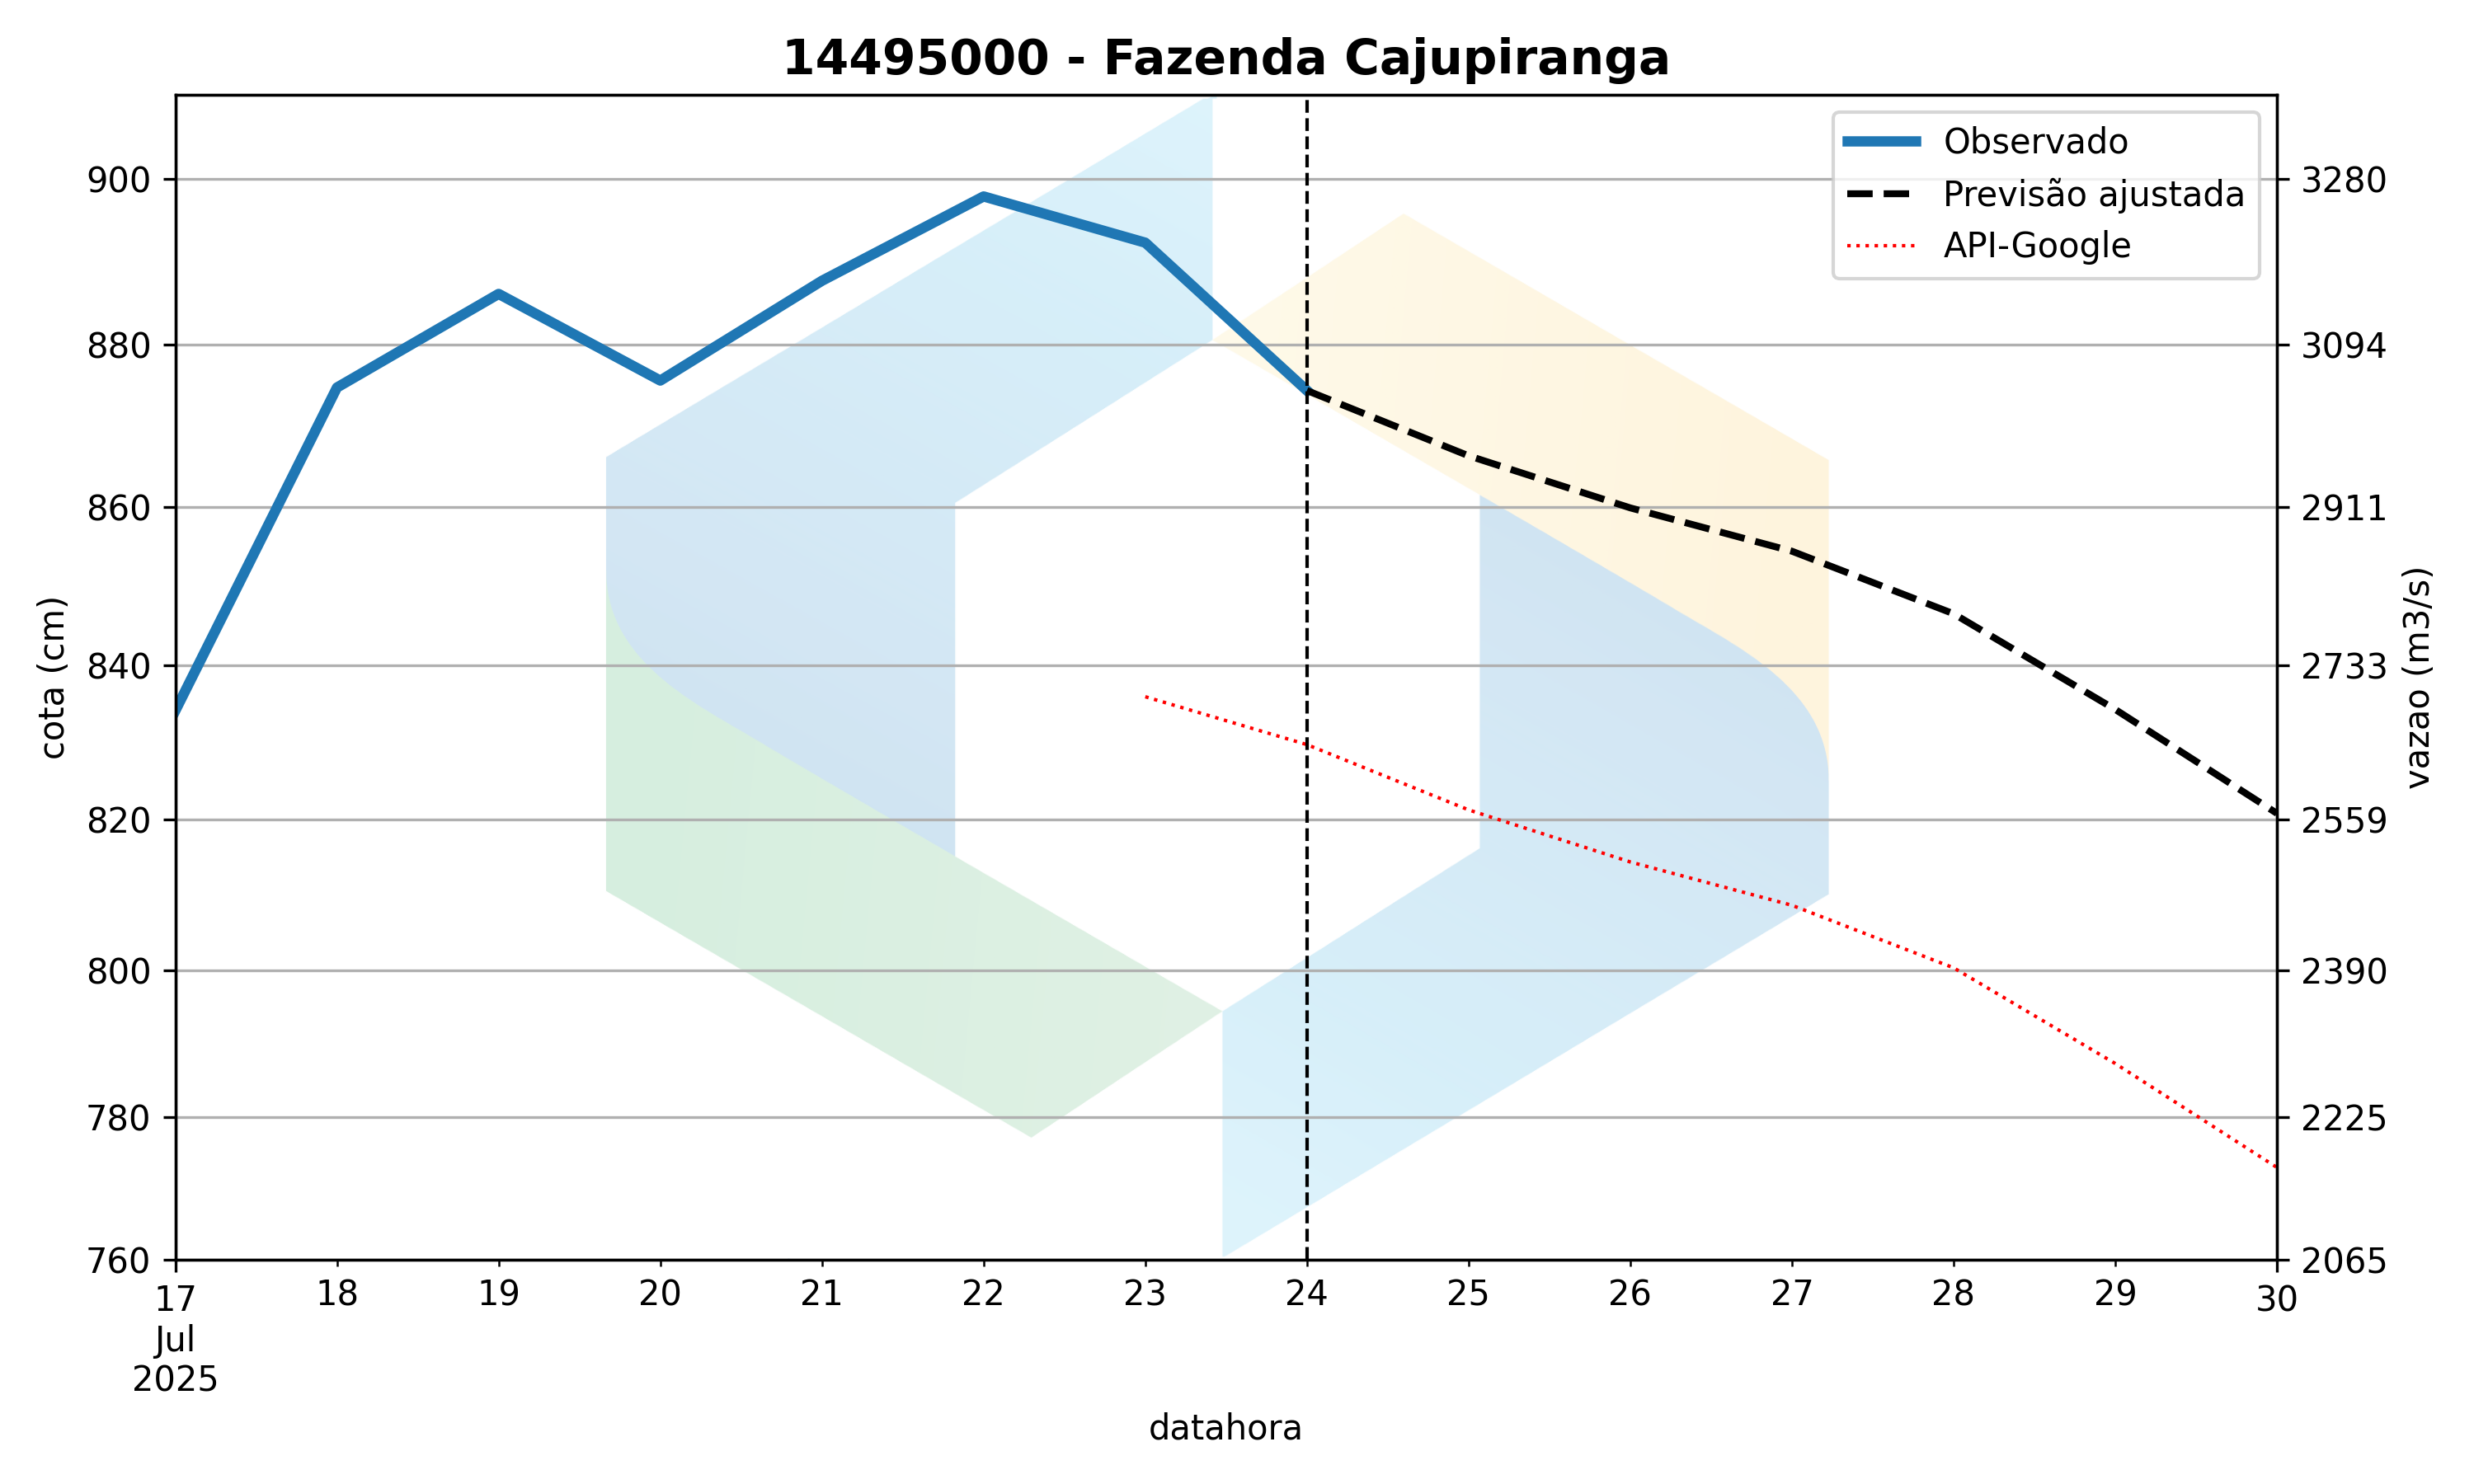 14495000 - Fazenda Cajupiranga
Observado
Previsão ajustada
API-Google
cota (cm)
900
880
860
840
820
800
780
760
3280
3094
2911
2733
2559
2390
2225
2065
vazao (m3/s)
17 18 19 20 21 22 23 24 25 26 27 28 29 30
Jul
2025
datahora